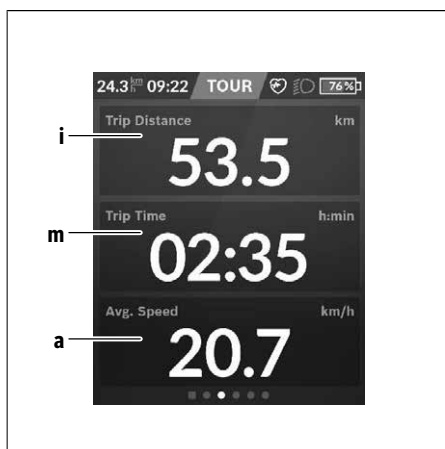 24.3 km/h 09:22 TOUR 76%
Trip Distance km
i
53.5
Trip Time h:min
m
02:35
Avg. Speed km/h
a
20.7